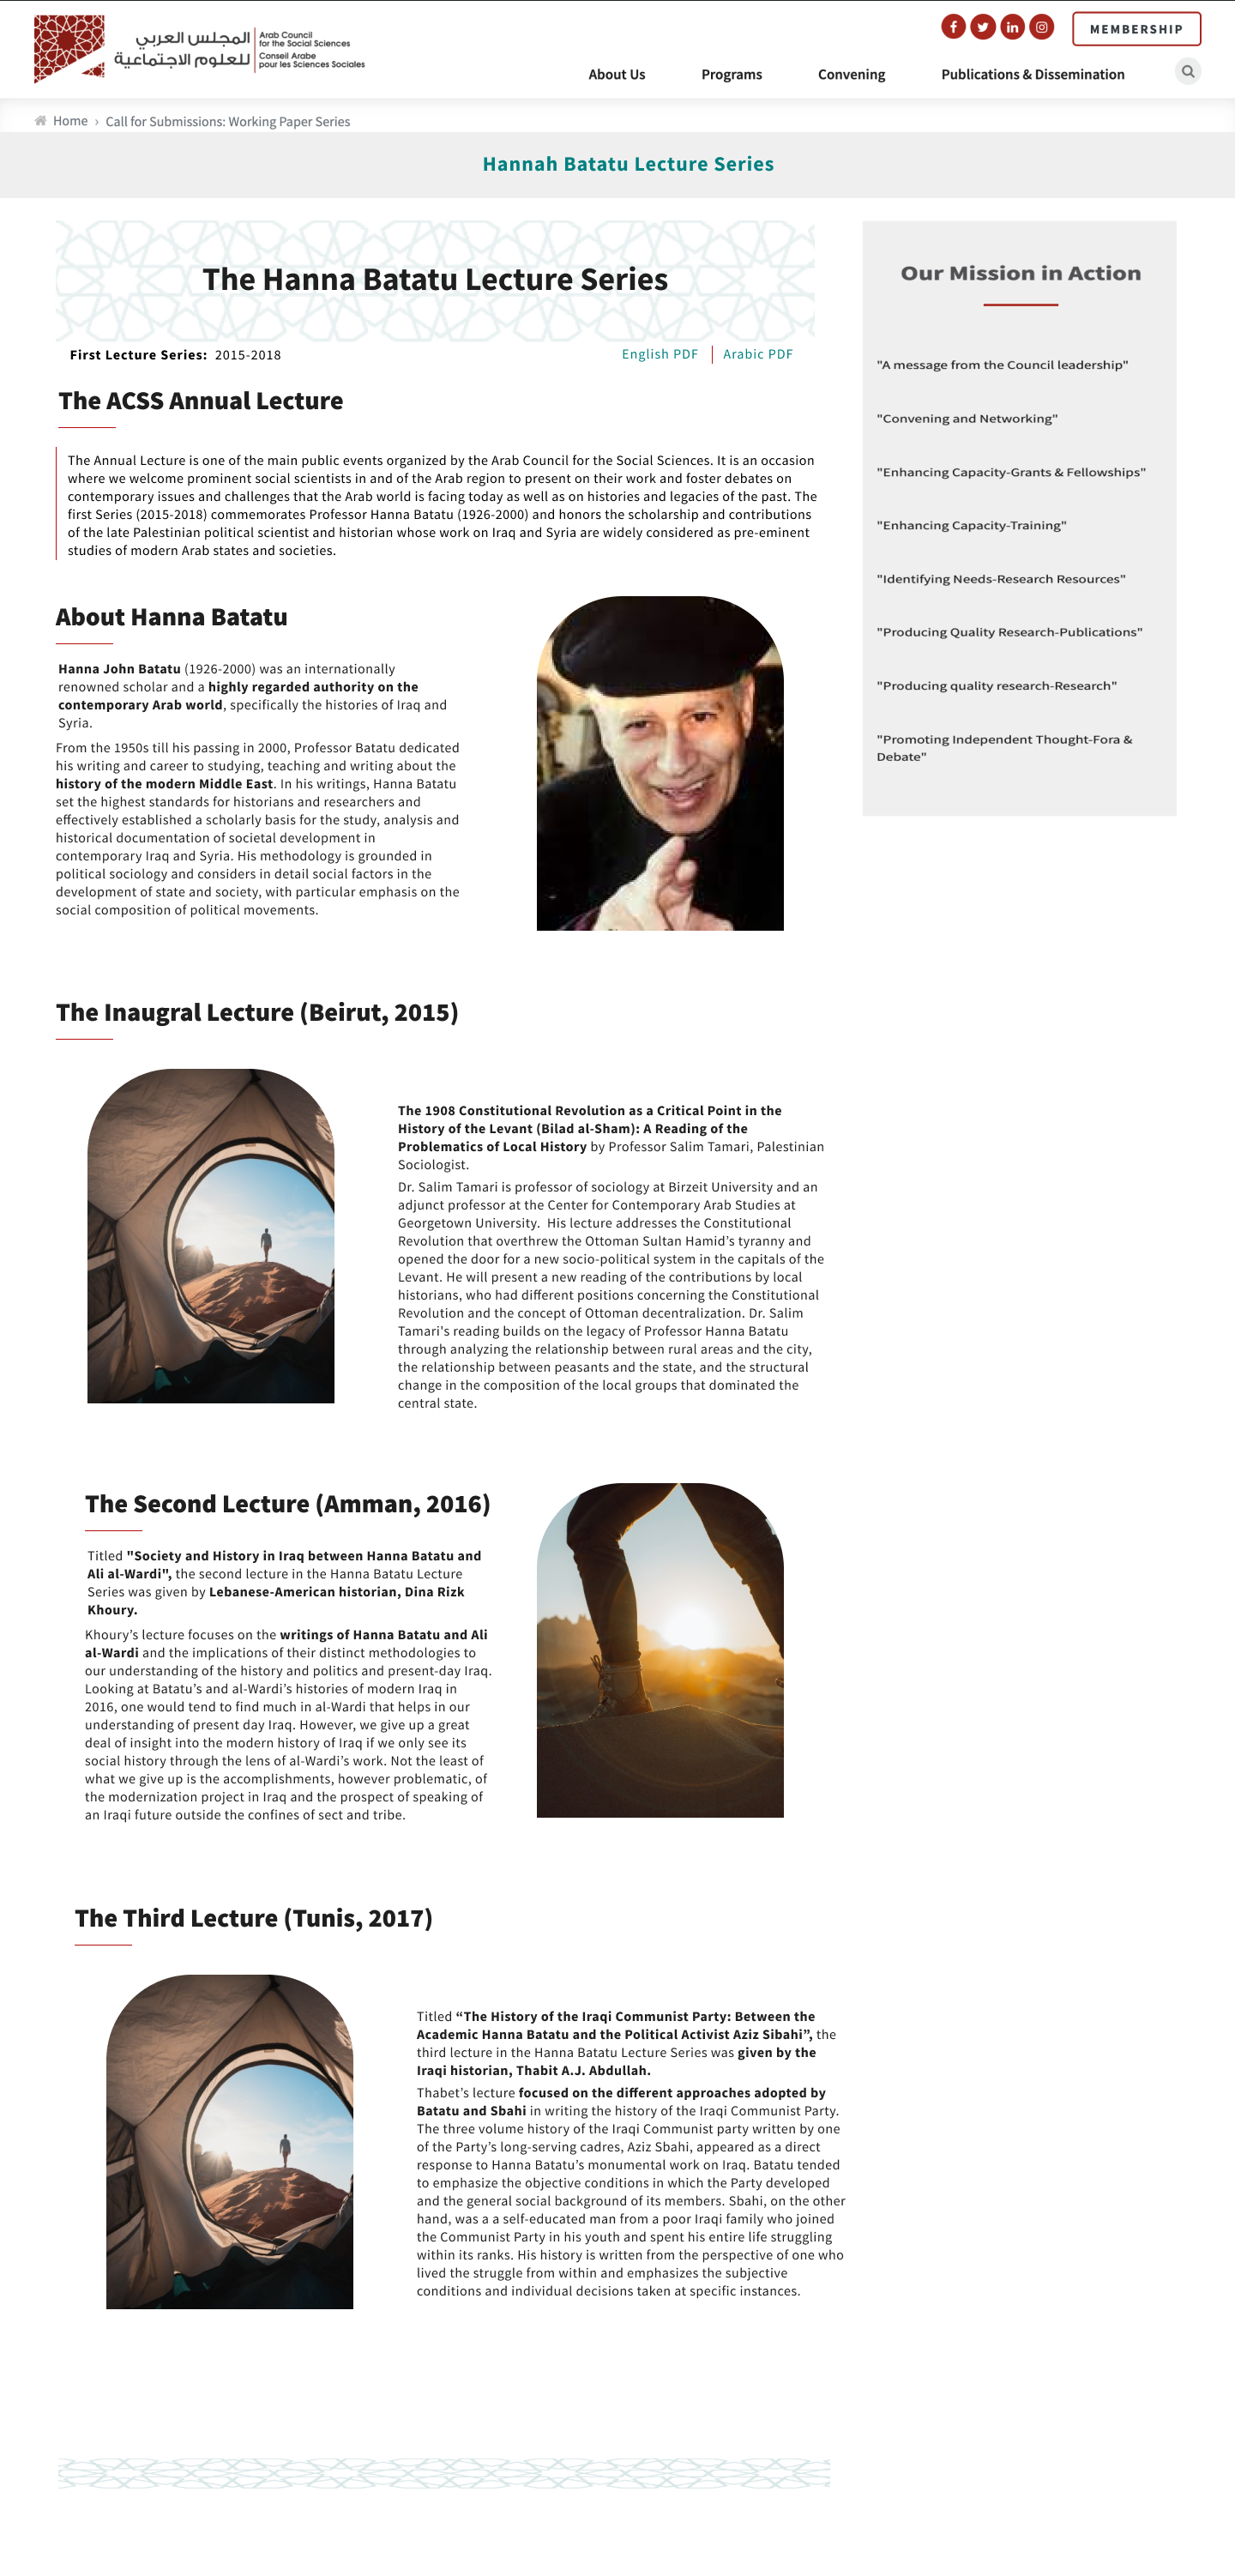 المجلس العربي
للعلوم الاجتماعية
Arab Council
for the Social Sciences
Conseil Arabe
pour les Sciences Sociales
MEMBERSHIP
About Us
Programs
Convening
Publications & Dissemination
Home › Call for Submissions: Working Paper Series
Hannah Batatu Lecture Series
The Hanna Batatu Lecture Series
First Lecture Series: 2015-2018
English PDF
Arabic PDF
The ACSS Annual Lecture
The Annual Lecture is one of the main public events organized by the Arab Council for the Social Sciences. It is an occasion
where we welcome prominent social scientists in and of the Arab region to present on their work and foster debates on
contemporary issues and challenges that the Arab world is facing today as well as on histories and legacies of the past. The
first Series (2015-2018) commemorates Professor Hanna Batatu (1926-2000) and honors the scholarship and contributions
of the late Palestinian political scientist and historian whose work on Iraq and Syria are widely considered as pre-eminent
studies of modern Arab states and societies.
About Hanna Batatu
Hanna John Batatu (1926-2000) was an internationally
renowned scholar and a highly regarded authority on the
contemporary Arab world, specifically the histories of Iraq and
Syria.
From the 1950s till his passing in 2000, Professor Batatu dedicated
his writing and career to studying, teaching and writing about the
history of the modern Middle East. In his writings, Hanna Batatu
set the highest standards for historians and researchers and
effectively established a scholarly basis for the study, analysis and
historical documentation of societal development in
contemporary Iraq and Syria. His methodology is grounded in
political sociology and considers in detail social factors in the
development of state and society, with particular emphasis on the
social composition of political movements.
The Inaugral Lecture (Beirut, 2015)
The 1908 Constitutional Revolution as a Critical Point in the
History of the Levant (Bilad al-Sham): A Reading of the
Problematics of Local History by Professor Salim Tamari, Palestinian
Sociologist.
Dr. Salim Tamari is professor of sociology at Birzeit University and an
adjunct professor at the Center for Contemporary Arab Studies at
Georgetown University.  His lecture addresses the Constitutional
Revolution that overthrew the Ottoman Sultan Hamid’s tyranny and
opened the door for a new socio-political system in the capitals of the
Levant. He will present a new reading of the contributions by local
historians, who had different positions concerning the Constitutional
Revolution and the concept of Ottoman decentralization. Dr. Salim
Tamari's reading builds on the legacy of Professor Hanna Batatu
through analyzing the relationship between rural areas and the city,
the relationship between peasants and the state, and the structural
change in the composition of the local groups that dominated the
central state.
The Second Lecture (Amman, 2016)
Titled "Society and History in Iraq between Hanna Batatu and
Ali al-Wardi", the second lecture in the Hanna Batatu Lecture
Series was given by Lebanese-American historian, Dina Rizk
Khoury.
Khoury’s lecture focuses on the writings of Hanna Batatu and Ali
al-Wardi and the implications of their distinct methodologies to
our understanding of the history and politics and present-day Iraq.
Looking at Batatu’s and al-Wardi’s histories of modern Iraq in
2016, one would tend to find much in al-Wardi that helps in our
understanding of present day Iraq. However, we give up a great
deal of insight into the modern history of Iraq if we only see its
social history through the lens of al-Wardi’s work. Not the least of
what we give up is the accomplishments, however problematic, of
the modernization project in Iraq and the prospect of speaking of
an Iraqi future outside the confines of sect and tribe.
The Third Lecture (Tunis, 2017)
Titled “The History of the Iraqi Communist Party: Between the
Academic Hanna Batatu and the Political Activist Aziz Sibahi”, the
third lecture in the Hanna Batatu Lecture Series was given by the
Iraqi historian, Thabit A.J. Abdullah.
Thabet’s lecture focused on the different approaches adopted by
Batatu and Sbahi in writing the history of the Iraqi Communist Party.
The three volume history of the Iraqi Communist party written by one
of the Party’s long-serving cadres, Aziz Sbahi, appeared as a direct
response to Hanna Batatu’s monumental work on Iraq. Batatu tended
to emphasize the objective conditions in which the Party developed
and the general social background of its members. Sbahi, on the other
hand, was a a self-educated man from a poor Iraqi family who joined
the Communist Party in his youth and spent his entire life struggling
within its ranks. His history is written from the perspective of one who
lived the struggle from within and emphasizes the subjective
conditions and individual decisions taken at specific instances.
Our Mission in Action
"A message from the Council leadership"
"Convening and Networking"
"Enhancing Capacity-Grants & Fellowships"
"Enhancing Capacity-Training"
"Identifying Needs-Research Resources"
"Producing Quality Research-Publications"
"Producing quality research-Research"
"Promoting Independent Thought-Fora &
Debate"